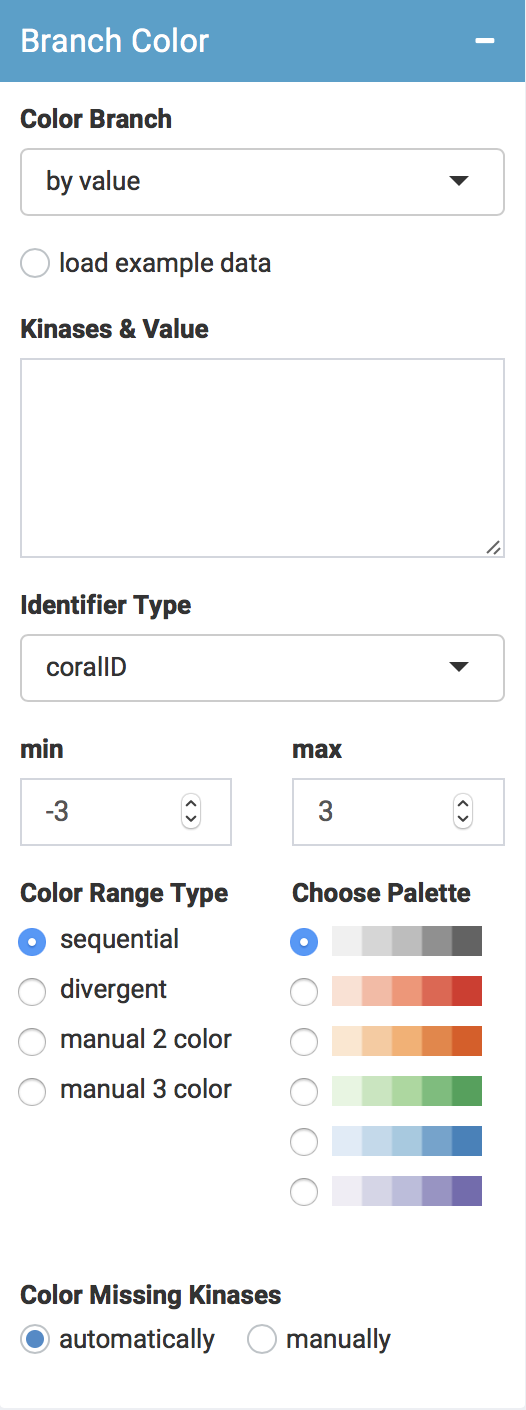 Branch Color
Color Branch
by value
load example data
Kinases & Value
Identifier Type
coralID
min max
-3 3
Color Range Type Choose Palette
sequential
divergent
manual 2 color
manual 3 color
Color Missing Kinases
automatically manually